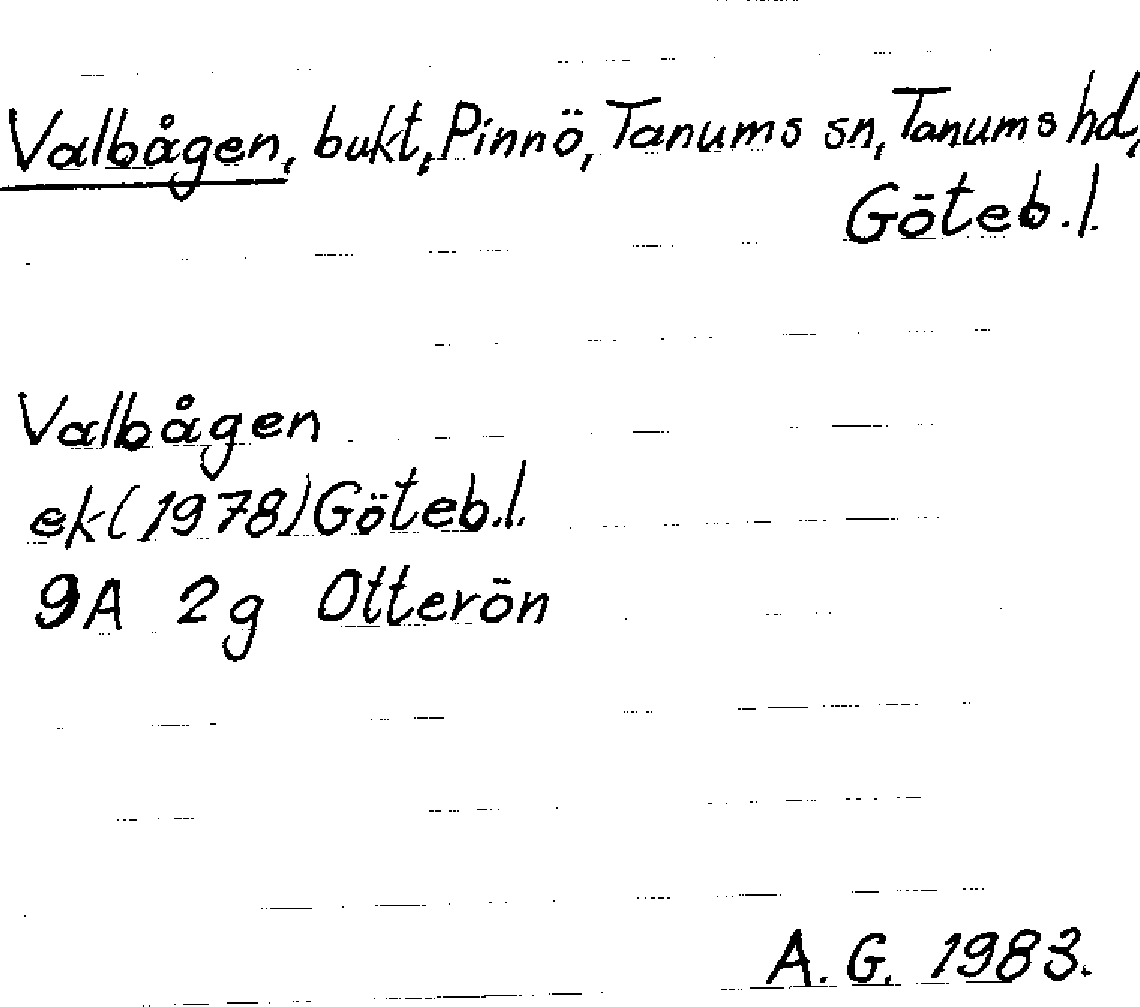 Valbågen, bukt, Pinnö, Tanums sn, Tanums hd,
Göteb.l.
Valbågen
ek(1978)Göteb.l.
9A 2g Otterön
A.G. 1983.